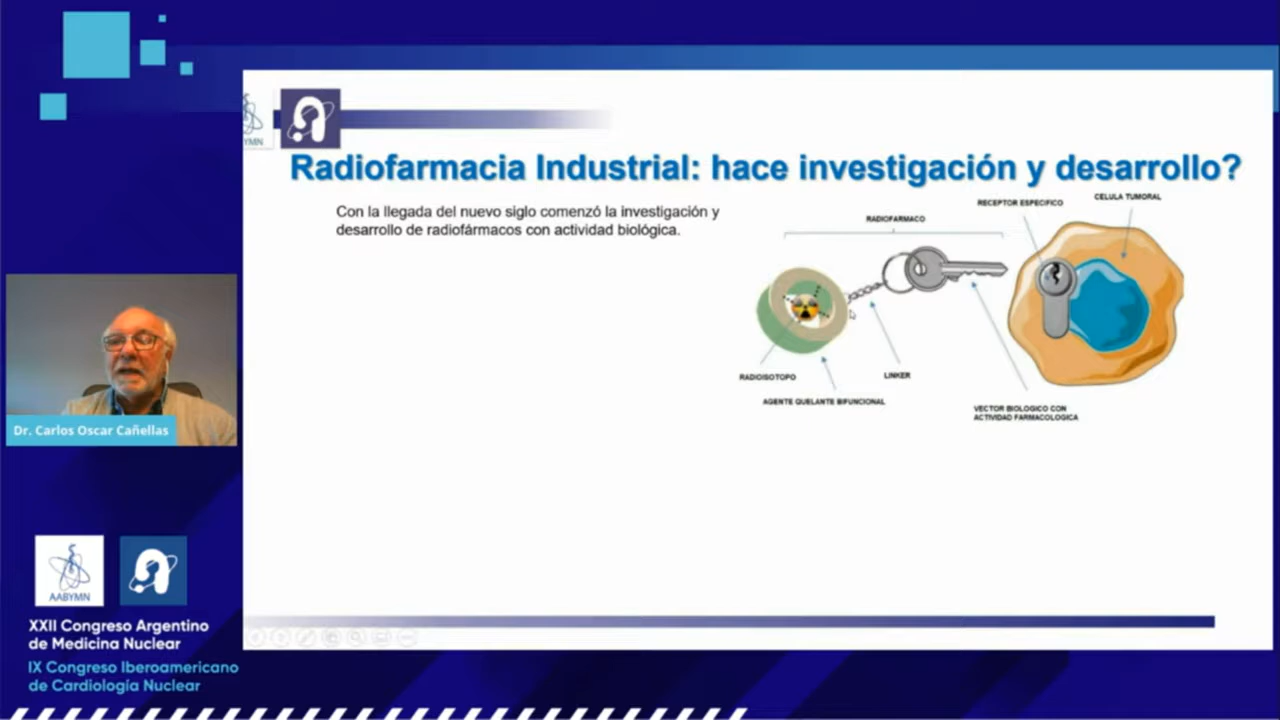 YMN
Radiofarmacia Industrial: hace investigación y desarrollo?
Con la llegada del nuevo siglo comenzó la investigación y
desarrollo de radiofármacos con actividad biológica.
RADIOFARMACO
RECEPTOR ESPECIFICO
CELULA TUMORAL
RADIOISOTOPO
LINKER
AGENTE QUELANTE BIFUNCIONAL
VECTOR BIOLOGICO CON
ACTIVIDAD FARMACOLOGICA
Dr. Carlos Oscar Cañellas
AABYMN
XXII Congreso Argentino
de Medicina Nuclear
IX Congreso Iberoamericano
de Cardiología Nuclear